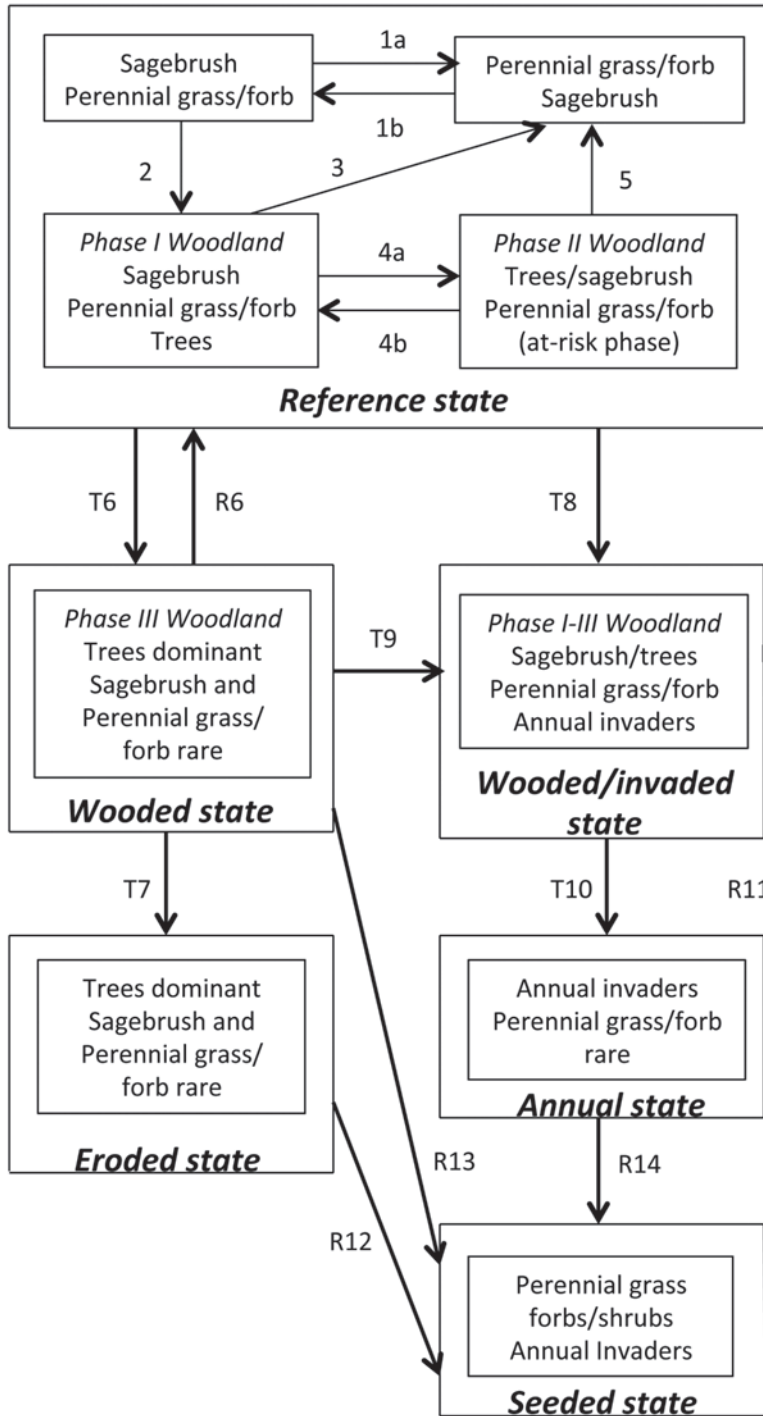 1a
Sagebrush
Perennial grass/forb
Perennial grass/forb
Sagebrush
1b
2
3
5
Phase I Woodland
Sagebrush
Perennial grass/forb
Trees
4a
4b
Phase II Woodland
Trees/sagebrush
Perennial grass/forb
(at-risk phase)
Reference state
T6
R6
T8
Phase III Woodland
Trees dominant
Sagebrush and
Perennial grass/
forb rare
Wooded state
T9
Phase I-III Woodland
Sagebrush/trees
Perennial grass/forb
Annual invaders
Wooded/invaded
state
T7
T10
R11
Trees dominant
Sagebrush and
Perennial grass/
forb rare
Eroded state
Annual invaders
Perennial grass/forb
rare
Annual state
R13
R14
R12
Perennial grass
forbs/shrubs
Annual Invaders
Seeded state